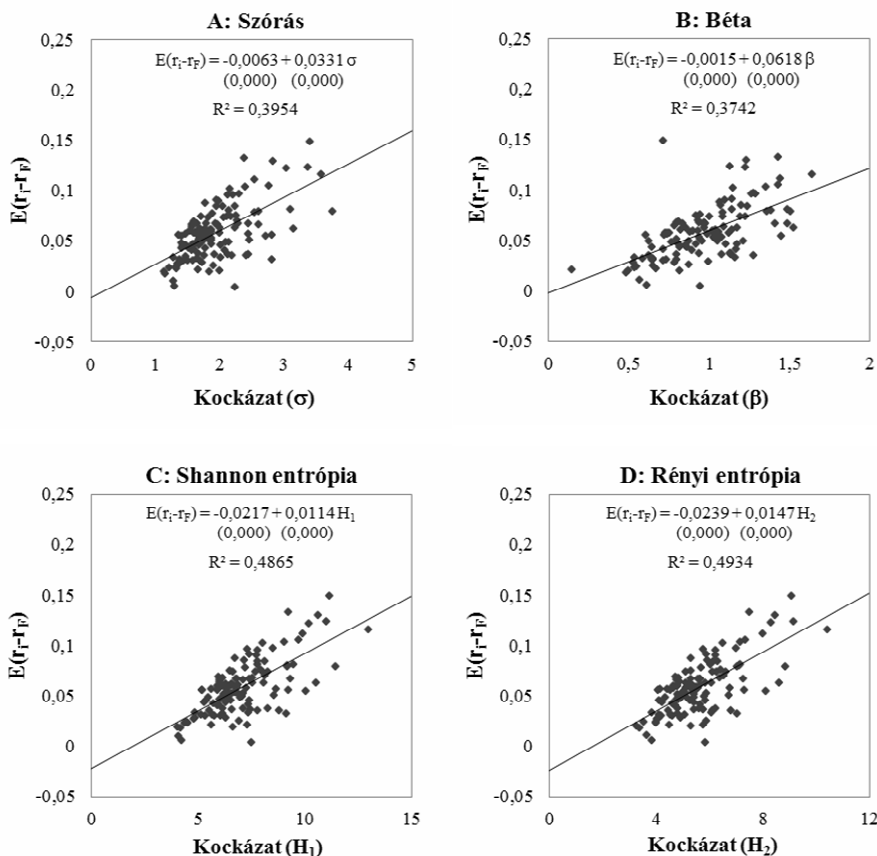 A: Szórás
E(ri-rF) = -0,0063 + 0,0331 σ
(0,000) (0,000)
R² = 0,3954
0,25
0,2
0,15
0,1
0,05
0
-0,05
E(ri-rF)
0 1 2 3 4 5
Kockázat (σ)
B: Béta
E(ri-rF) = -0,0015 + 0,0618 β
(0,000) (0,000)
R² = 0,3742
0,25
0,2
0,15
0,1
0,05
0
-0,05
E(ri-rF)
0 0,5 1 1,5 2
Kockázat (β)
C: Shannon entrópia
E(ri-rF) = -0,0217 + 0,0114 H1
(0,000) (0,000)
R² = 0,4865
0,25
0,2
0,15
0,1
0,05
0
-0,05
E(ri-rF)
0 5 10 15
Kockázat (H1)
D: Rényi entrópia
E(ri-rF) = -0,0239 + 0,0147 H2
(0,000) (0,000)
R² = 0,4934
0,25
0,2
0,15
0,1
0,05
0
-0,05
E(ri-rF)
0 4 8 12
Kockázat (H2)